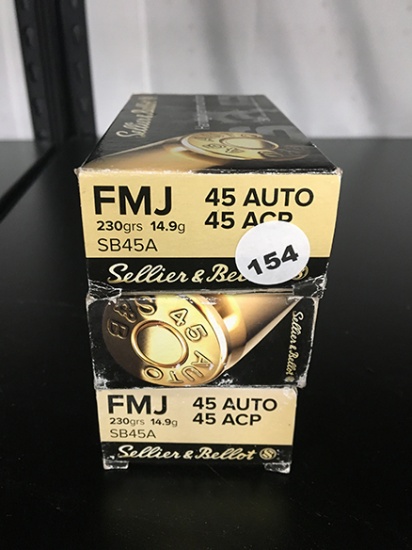 Sellier & Bellot
FMJ 45 AUTO
230grs 14.9g 45 ACP
SB45A
154
Sellier & Bellot
S&B 45 AUTO
Sellier & Bellot
FMJ 45 AUTO
230grs 14.9g 45 ACP
SB45A
Sellier & Bellot S